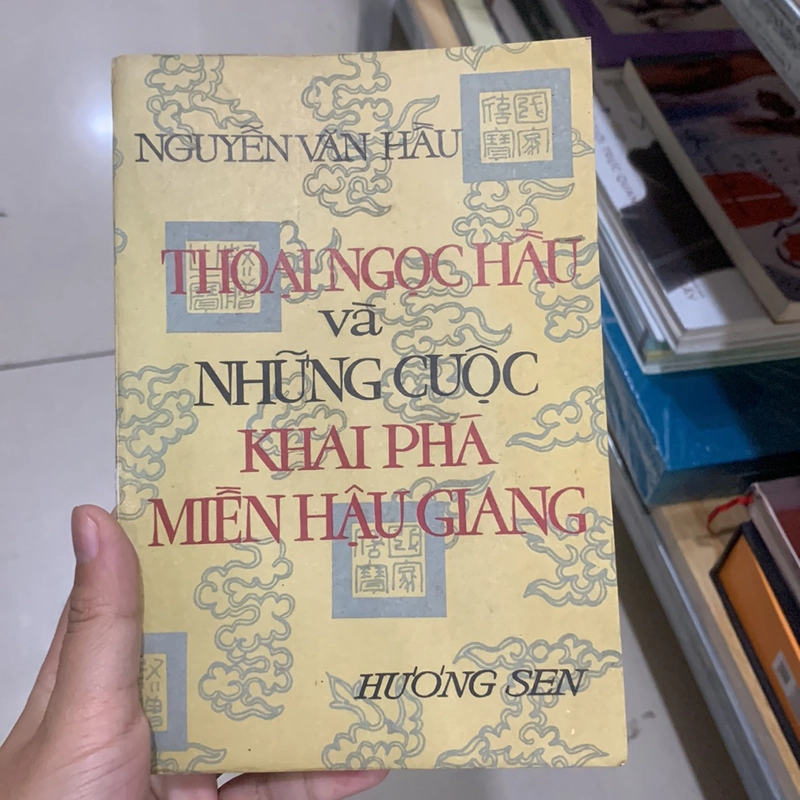 NGUYỄN VĂN HẦU
THOẠI NGỌC HẦU
và
NHỮNG CUỘC
KHAI PHÁ
MIỀN HẬU GIANG
HƯƠNG SEN